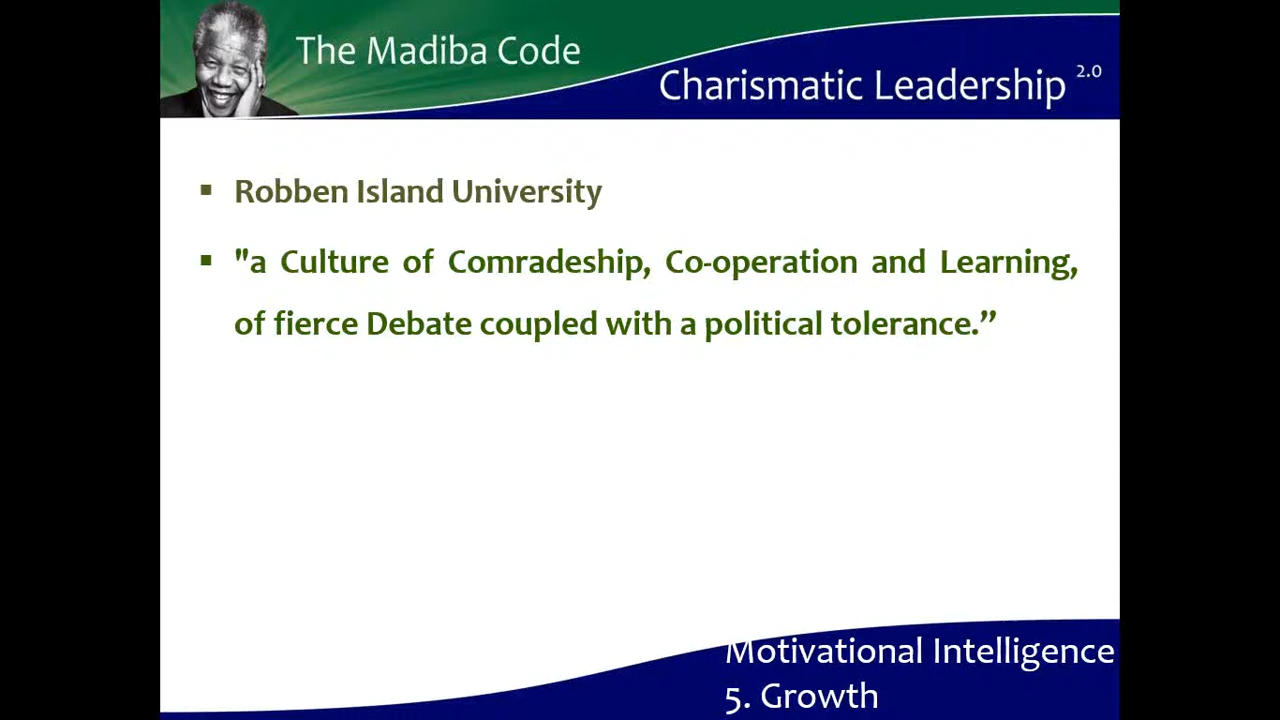 The Madiba Code
Charismatic Leadership 2.0
▪ Robben Island University
▪ "a Culture of Comradeship, Co-operation and Learning,
of fierce Debate coupled with a political tolerance.”
Motivational Intelligence
5. Growth